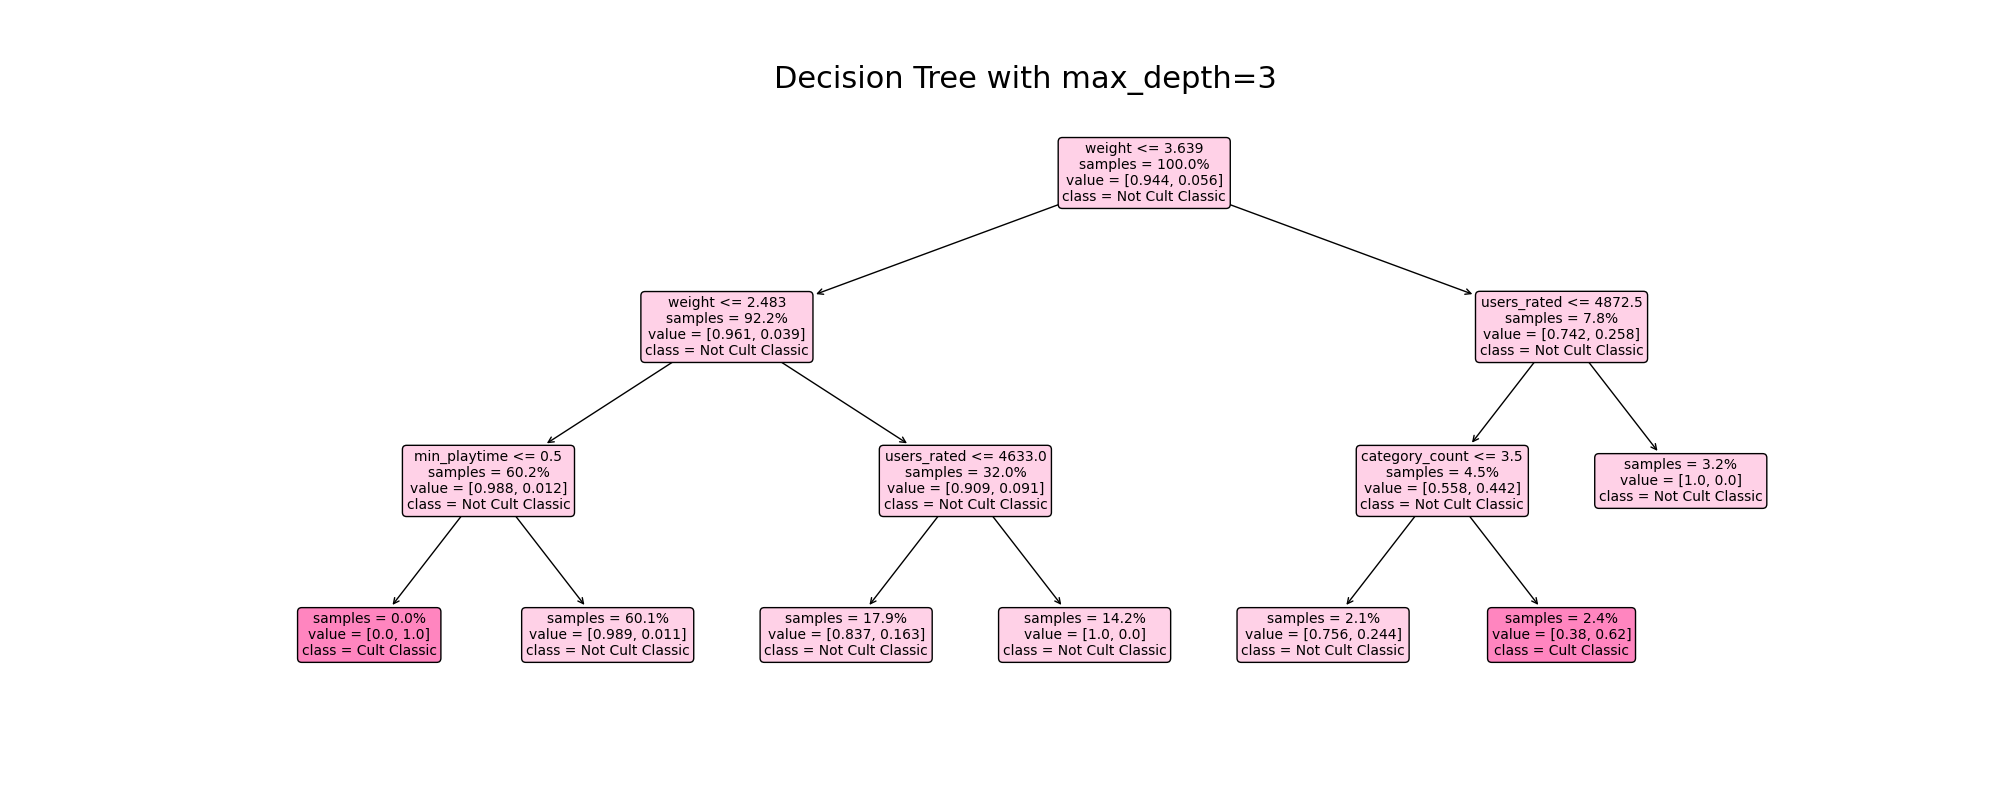 Decision Tree with max_depth=3
weight <= 3.639
samples = 100.0%
value = [0.944, 0.056]
class = Not Cult Classic
weight <= 2.483
samples = 92.2%
value = [0.961, 0.039]
class = Not Cult Classic
users_rated <= 4872.5
samples = 7.8%
value = [0.742, 0.258]
class = Not Cult Classic
min_playtime <= 0.5
samples = 60.2%
value = [0.988, 0.012]
class = Not Cult Classic
users_rated <= 4633.0
samples = 32.0%
value = [0.909, 0.091]
class = Not Cult Classic
category_count <= 3.5
samples = 4.5%
value = [0.558, 0.442]
class = Not Cult Classic
samples = 3.2%
value = [1.0, 0.0]
class = Not Cult Classic
samples = 0.0%
value = [0.0, 1.0]
class = Cult Classic
samples = 60.1%
value = [0.989, 0.011]
class = Not Cult Classic
samples = 17.9%
value = [0.837, 0.163]
class = Not Cult Classic
samples = 14.2%
value = [1.0, 0.0]
class = Not Cult Classic
samples = 2.1%
value = [0.756, 0.244]
class = Not Cult Classic
samples = 2.4%
value = [0.38, 0.62]
class = Cult Classic